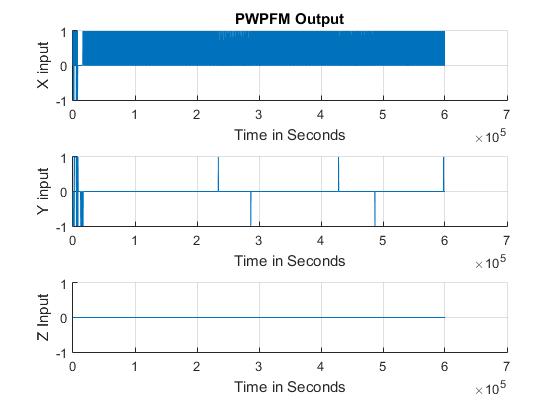 PWPFM Output
1
0
-1
X input
0 1 2 3 4 5 6 7
Time in Seconds
×10^5
1
0
-1
Y input
0 1 2 3 4 5 6 7
Time in Seconds
×10^5
1
0
-1
Z Input
0 1 2 3 4 5 6 7
Time in Seconds
×10^5